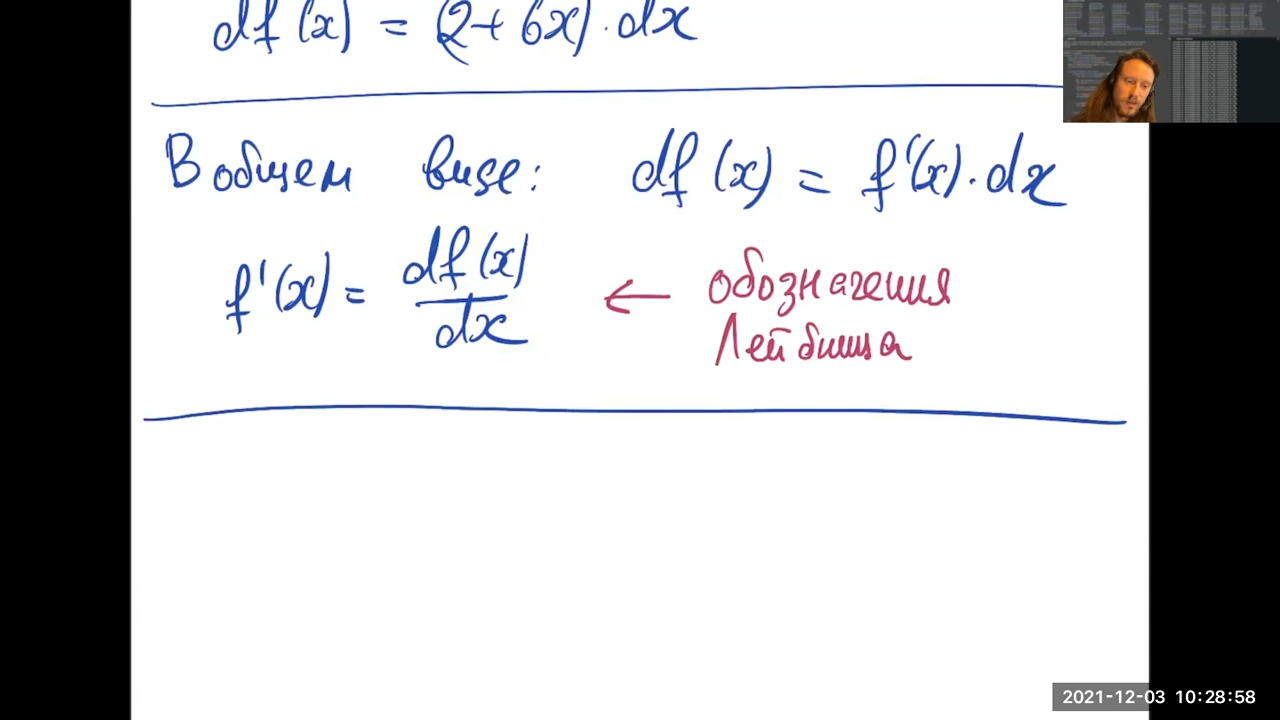 df(x) = (2+6x)·dx
В общем виде: df(x) = f'(x)·dx
f'(x) = df(x)/dx ← обозначения
Лейбница
2021-12-03 10:28:58